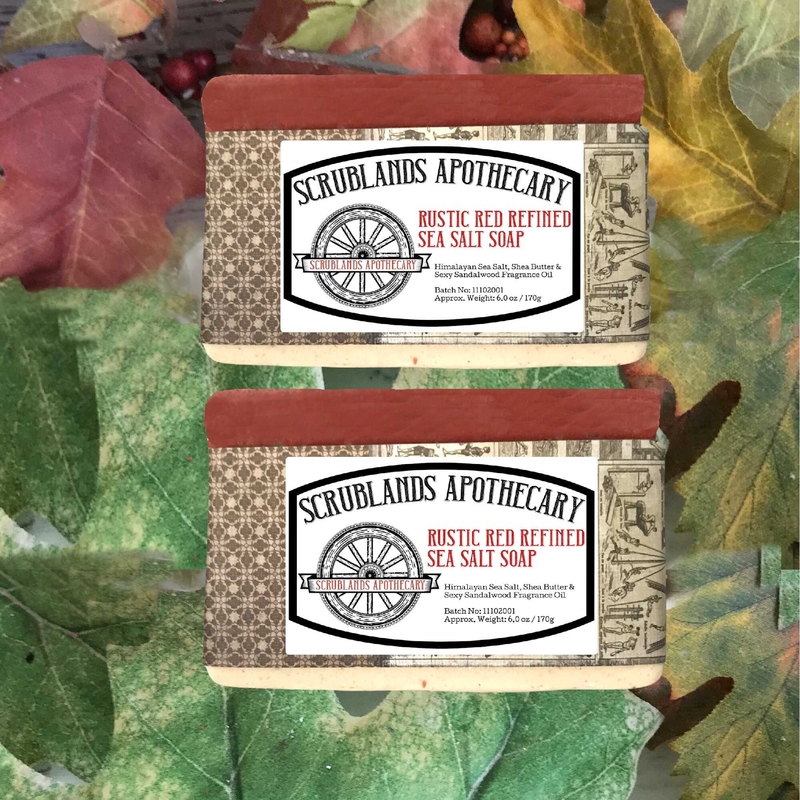 SCRUBLANDS APOTHECARY
RUSTIC RED REFINED
SEA SALT SOAP
SCRUBLANDS APOTHECARY
Himalayan Sea Salt, Shea Butter &
Sexy Sandalwood Fragrance Oil
Batch No: 11102001
Approx. Weight: 6.0 oz / 170g
SCRUBLANDS APOTHECARY
RUSTIC RED REFINED
SEA SALT SOAP
SCRUBLANDS APOTHECARY
Himalayan Sea Salt, Shea Butter &
Sexy Sandalwood Fragrance Oil
Batch No: 11102001
Approx. Weight: 6.0 oz / 170g